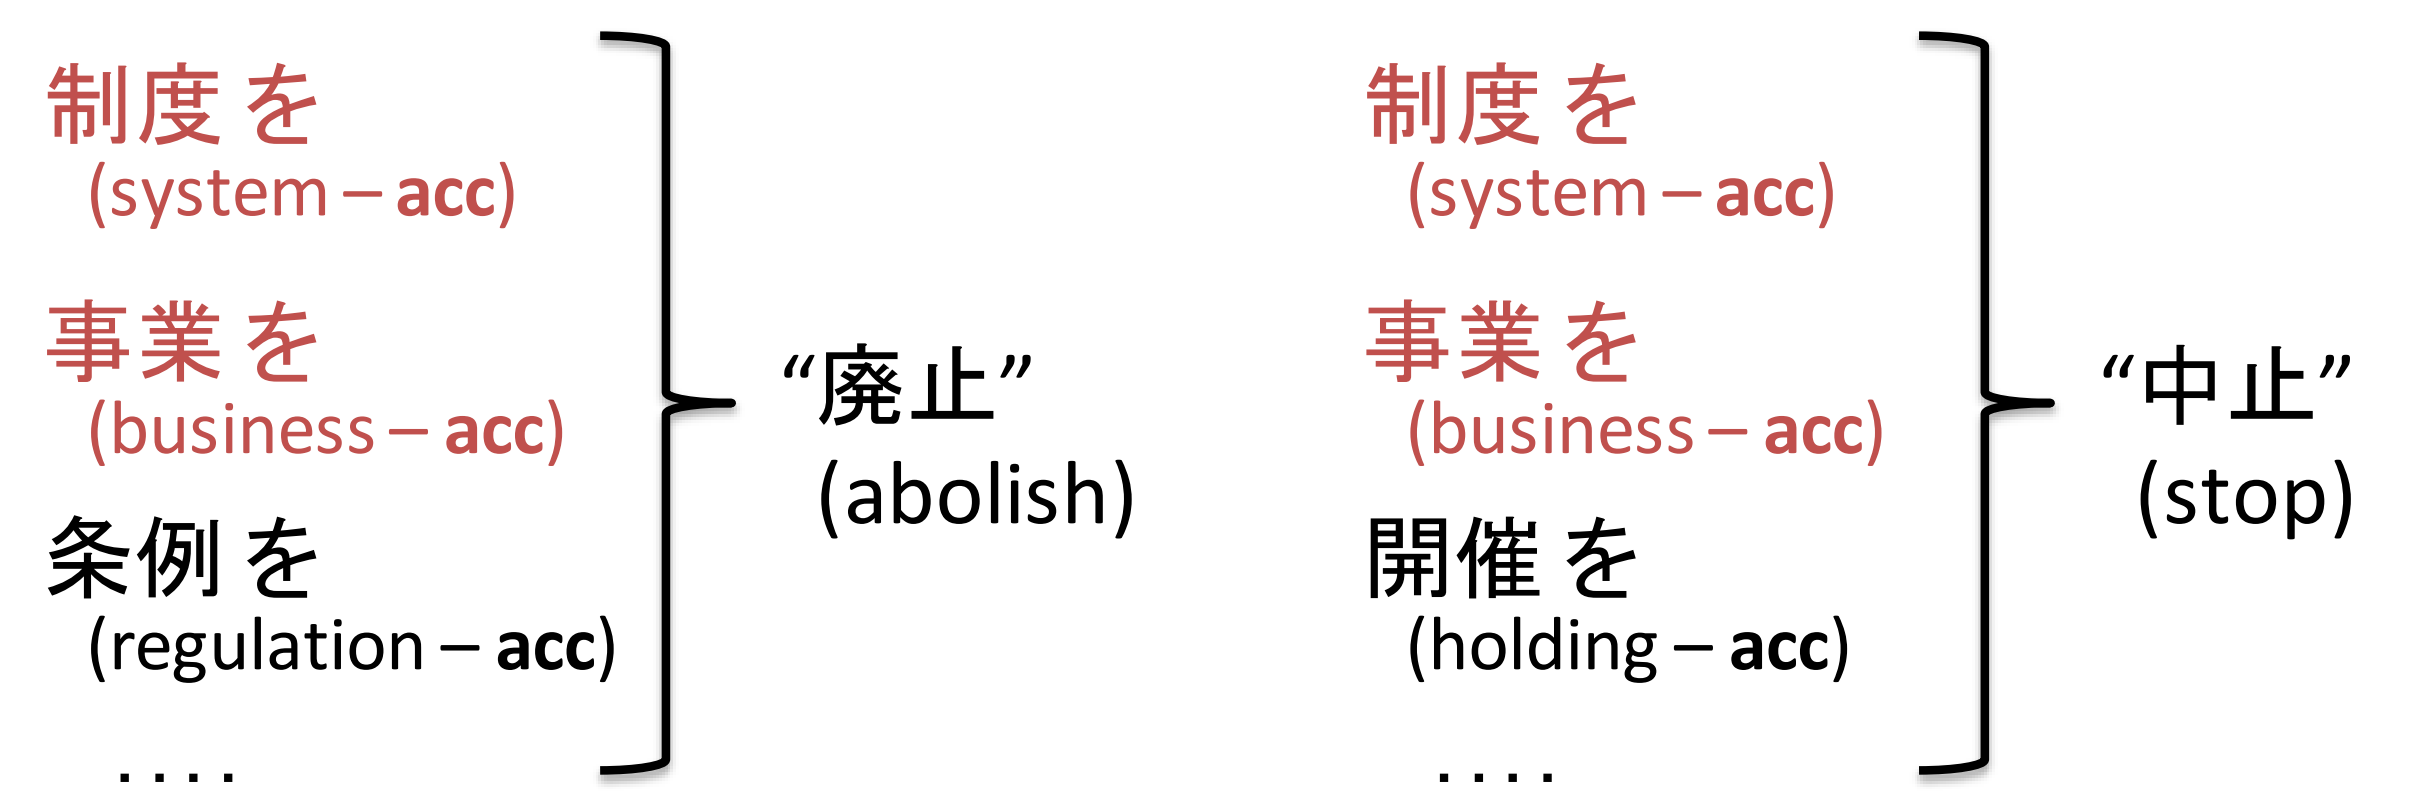 制度 を
(system – acc)
事業 を
(business – acc)
条例 を
(regulation – acc)
. . . .
“廃止”
(abolish)
制度 を
(system – acc)
事業 を
(business – acc)
開催 を
(holding – acc)
. . . .
“中止”
(stop)